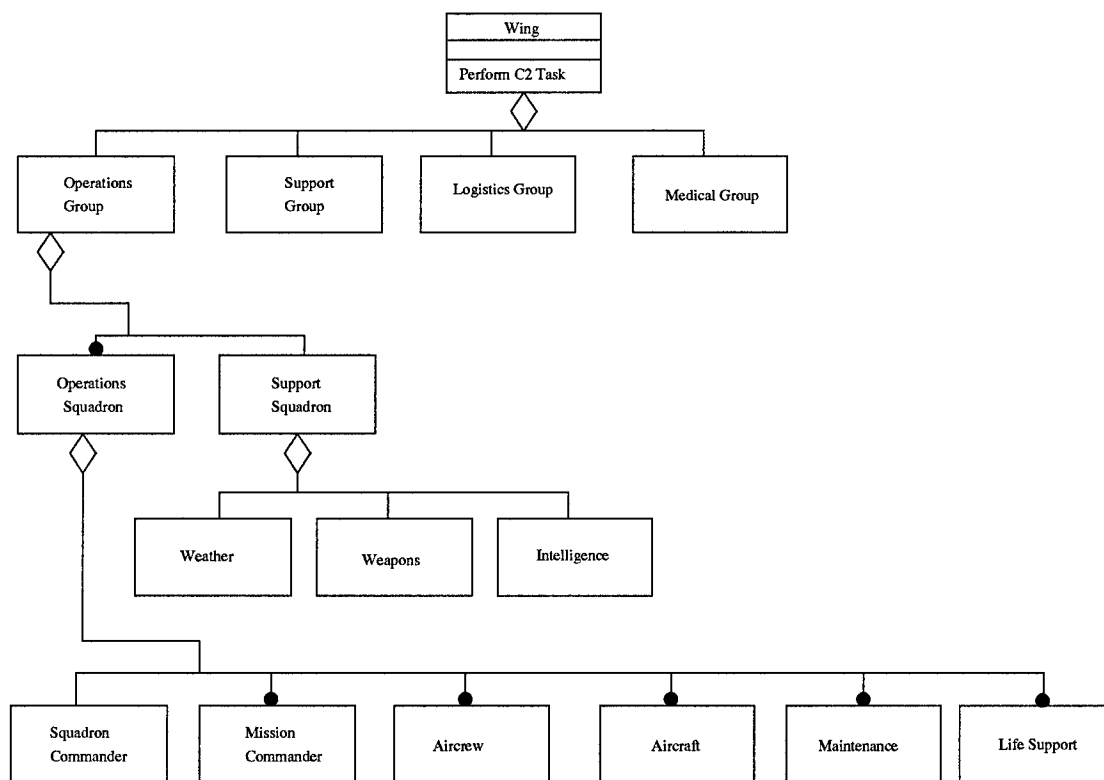 Wing
Perform C2 Task
Operations
Group
Support
Group
Logistics Group
Medical Group
Operations
Squadron
Support
Squadron
Weather
Weapons
Intelligence
Squadron
Commander
Mission
Commander
Aircrew
Aircraft
Maintenance
Life Support